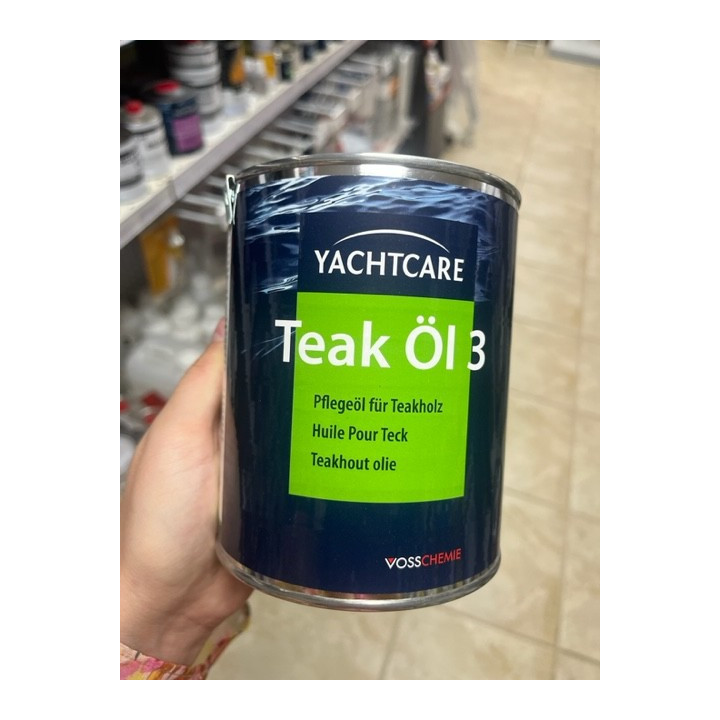 YACHTCARE
Teak Öl 3
Pflegeöl für Teakholz
Huile Pour Teck
Teakhout olie
VOSSCHEMIE